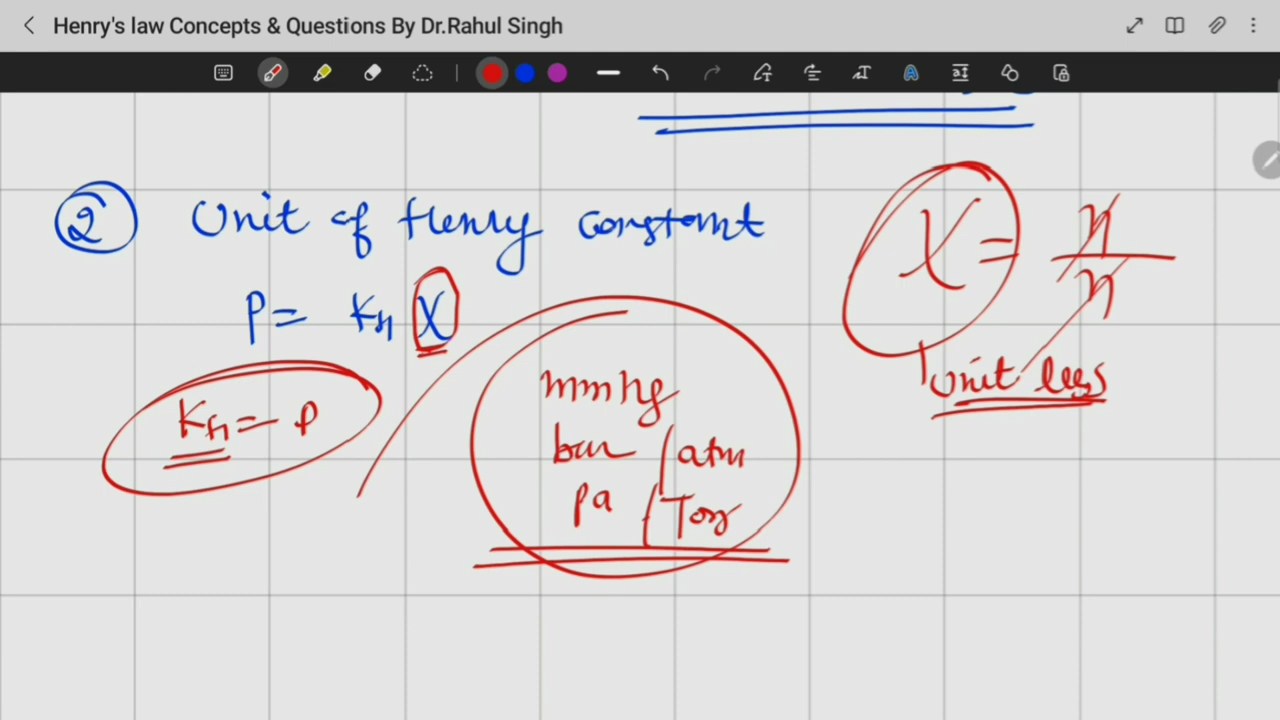 Henry's law Concepts & Questions By Dr.Rahul Singh
② Unit of Henry constant
P = KH X
KH = P
mmHg
bar / atm
Pa / Torr
X = n/n
Unit less